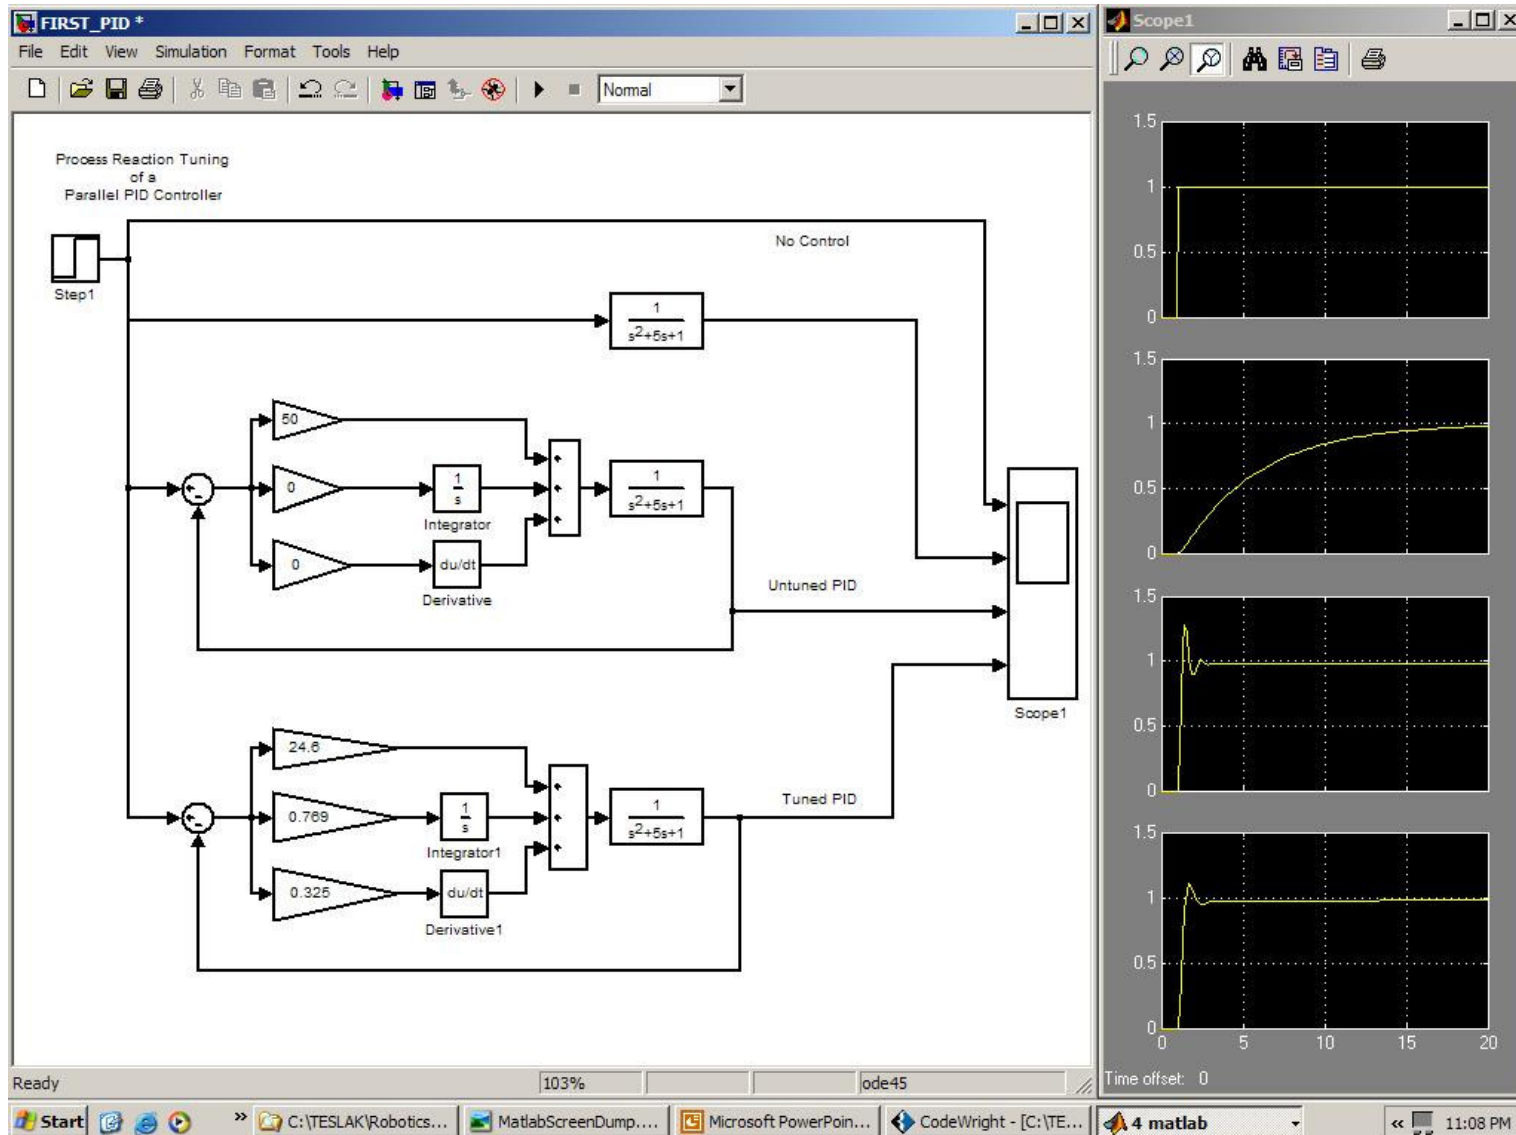 FIRST_PID *
File Edit View Simulation Format Tools Help
Normal
Process Reaction Tuning
of a
Parallel PID Controller
Step1
No Control
1
s²+5s+1
50
0
1
s
Integrator
0
du/dt
Derivative
1
s²+5s+1
Untuned PID
24.6
0.769
1
s
Integrator1
0.325
du/dt
Derivative1
1
s²+5s+1
Tuned PID
Scope1
Ready 103% ode45
Scope1
1.5
1
0.5
0
1.5
1
0.5
0
1.5
1
0.5
0
1.5
1
0.5
0
0 5 10 15 20
Time offset: 0
Start » C:\TESLAK\Robotics... MatlabScreenDump.... Microsoft PowerPoin... CodeWright - [C:\TE... 4 matlab « 11:08 PM